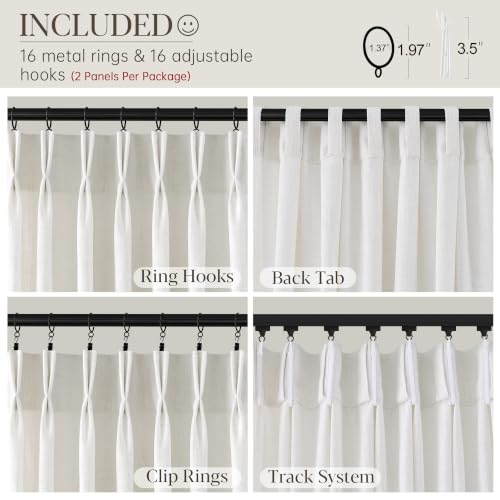 INCLUDED☺
16 metal rings & 16 adjustable
hooks (2 Panels Per Package)
1.37"
1.97"
3.5"
Ring Hooks
Back Tab
Clip Rings
Track System